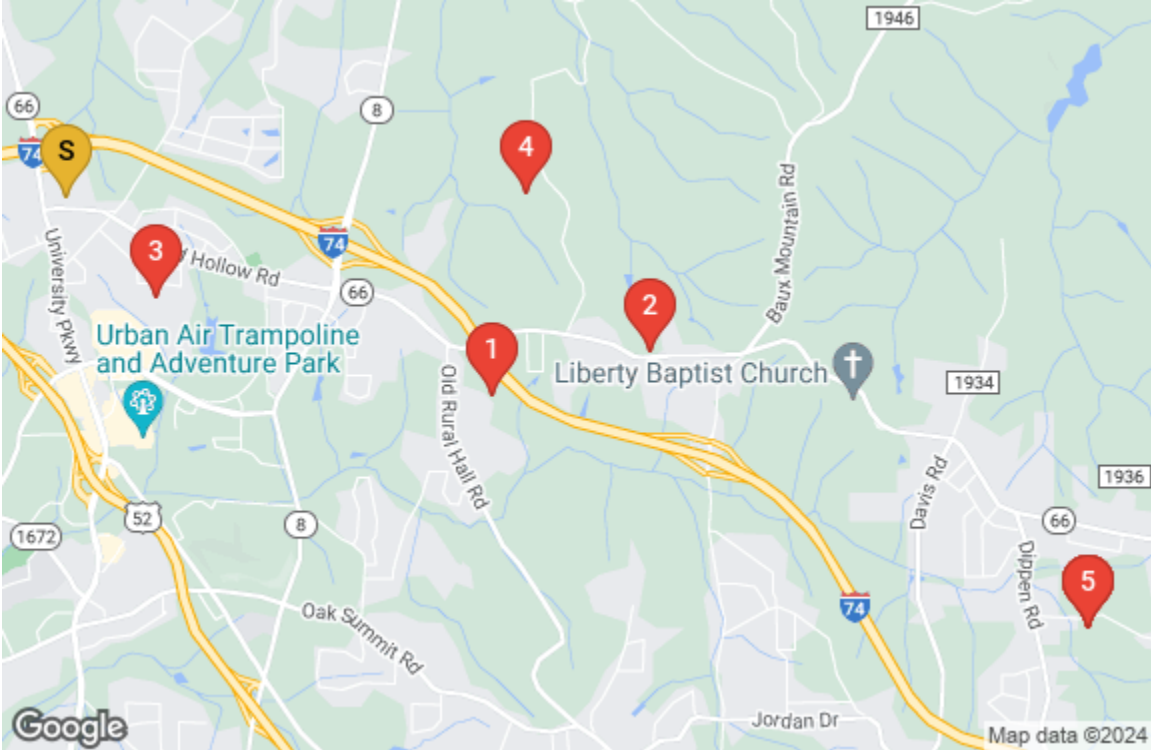 1946
66
8
74
S
4
Baux Mountain Rd
University Pkwy
3
Hollow Rd
74
66
2
Urban Air Trampoline
and Adventure Park
1
Liberty Baptist Church
1934
Old Rural Hall Rd
Davis Rd
1936
52
8
66
1672
Dippen Rd
5
74
Oak Summit Rd
Google
Jordan Dr
Map data ©2024